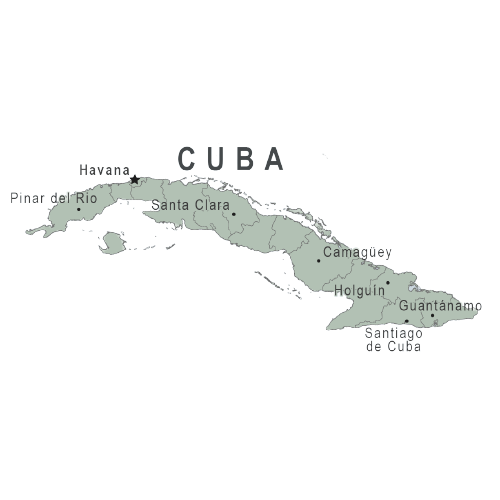 CUBA
Havana
Pinar del Rio
Santa Clara
Camagüey
Holguín
Guantánamo
Santiago
de Cuba